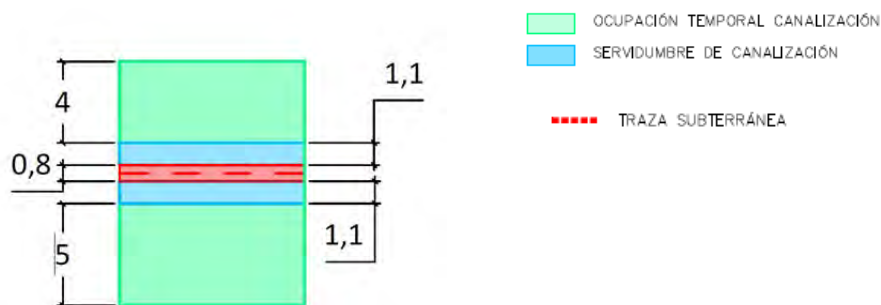 OCUPACIÓN TEMPORAL CANALIZACIÓN
SERVIDUMBRE DE CANALIZACIÓN
TRAZA SUBTERRÁNEA
1,1
4
0,8
1,1
5